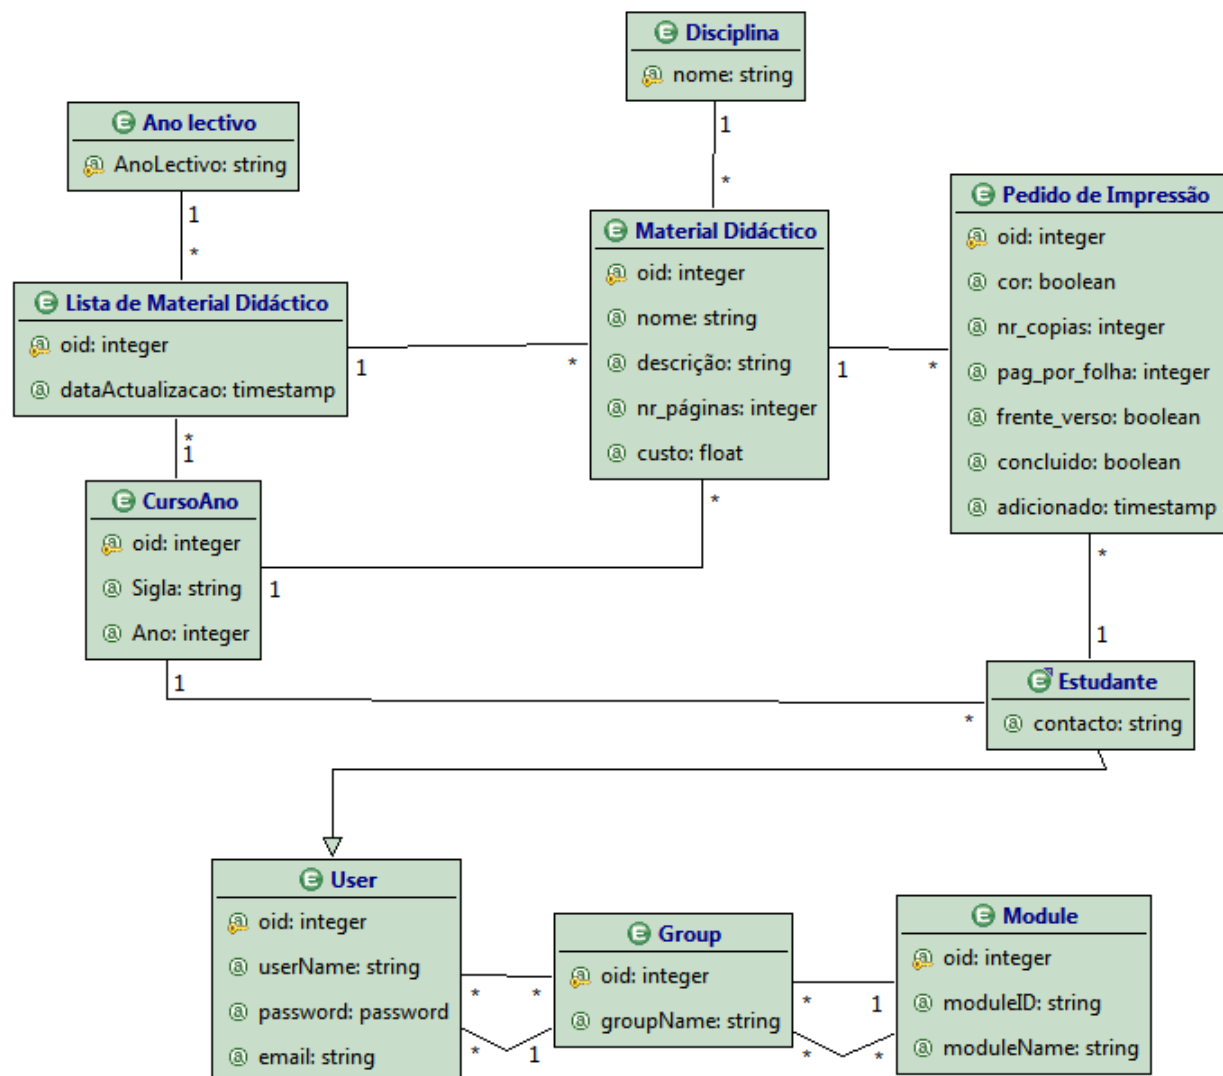 Disciplina
nome: string
Ano lectivo
AnoLectivo: string
1
*
1
*
Lista de Material Didáctico
oid: integer
dataActualizacao: timestamp
Material Didáctico
oid: integer
nome: string
descrição: string
nr_páginas: integer
custo: float
Pedido de Impressão
oid: integer
cor: boolean
nr_copias: integer
pag_por_folha: integer
frente_verso: boolean
concluido: boolean
adicionado: timestamp
1
*
1
*
*
1
CursoAno
oid: integer
Sigla: string
Ano: integer
1
*
*
1
1
*
Estudante
contacto: string
User
oid: integer
userName: string
password: password
email: string
*
*
*
1
Group
oid: integer
groupName: string
*
1
*
*
Module
oid: integer
moduleID: string
moduleName: string